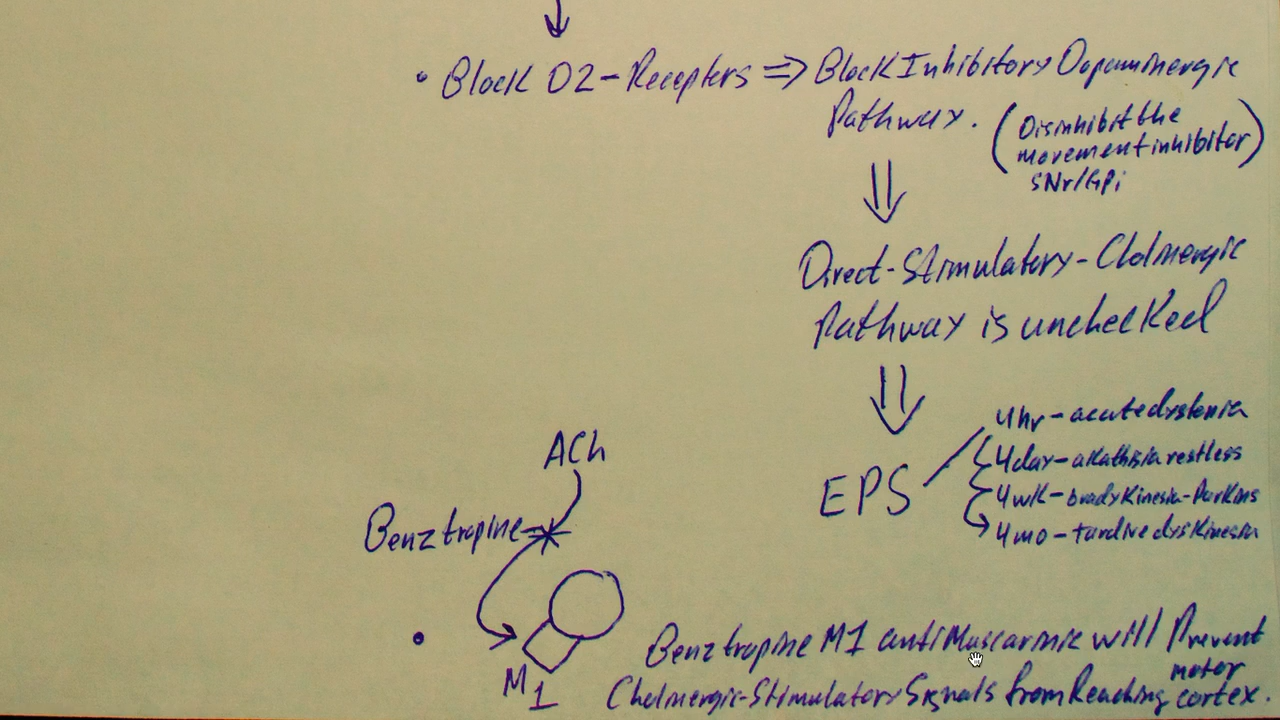 • Block D2-Recepters => Block Inhibitory Dopaminergic
Pathway. (Disinhibit the
movement inhibitor)
SNr/GPi
Direct-Stimulatory-Cholinergic
Pathway is unchecked
EPS
4hr-acute dystonia
4day-akathisia restless
4wk-bradykinesia-Parkins
4mo-tardive dyskinesia
ACh
Benztropine
M1
• Benztropine M1 antiMuscarinic will Prevent
Cholinergic-Stimulatory Signals from Reaching motor cortex.